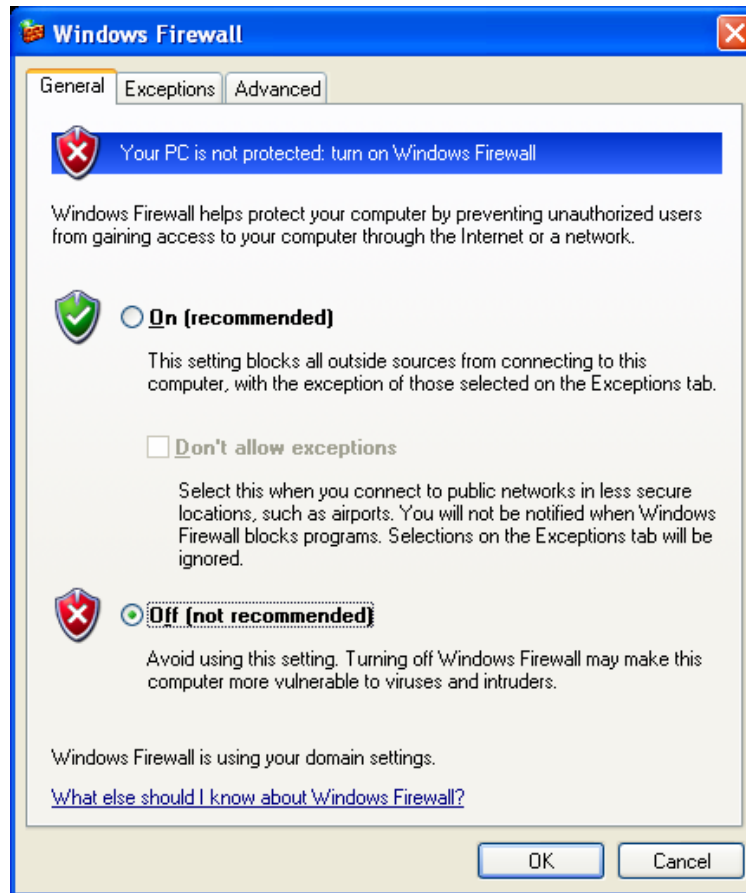 Windows Firewall
General Exceptions Advanced
Your PC is not protected: turn on Windows Firewall
Windows Firewall helps protect your computer by preventing unauthorized users
from gaining access to your computer through the Internet or a network.
On (recommended)
This setting blocks all outside sources from connecting to this
computer, with the exception of those selected on the Exceptions tab.
Don't allow exceptions
Select this when you connect to public networks in less secure
locations, such as airports. You will not be notified when Windows
Firewall blocks programs. Selections on the Exceptions tab will be
ignored.
Off (not recommended)
Avoid using this setting. Turning off Windows Firewall may make this
computer more vulnerable to viruses and intruders.
Windows Firewall is using your domain settings.
What else should I know about Windows Firewall?
OK Cancel